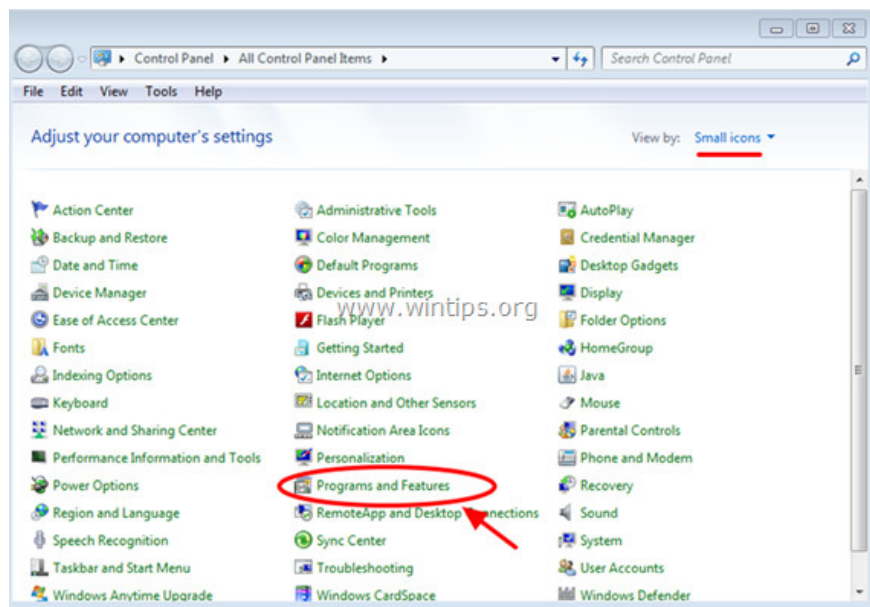 Control Panel ▸ All Control Panel Items ▸
Search Control Panel
File Edit View Tools Help
Adjust your computer's settings
View by: Small icons
Action Center Administrative Tools AutoPlay
Backup and Restore Color Management Credential Manager
Date and Time Default Programs Desktop Gadgets
Device Manager Devices and Printers Display
www.wintips.org
Ease of Access Center Flash Player Folder Options
Fonts Getting Started HomeGroup
Indexing Options Internet Options Java
Keyboard Location and Other Sensors Mouse
Network and Sharing Center Notification Area Icons Parental Controls
Performance Information and Tools Personalization Phone and Modem
Power Options Programs and Features Recovery
Region and Language RemoteApp and Desktop Connections Sound
Speech Recognition Sync Center System
Taskbar and Start Menu Troubleshooting User Accounts
Windows Anytime Upgrade Windows CardSpace Windows Defender